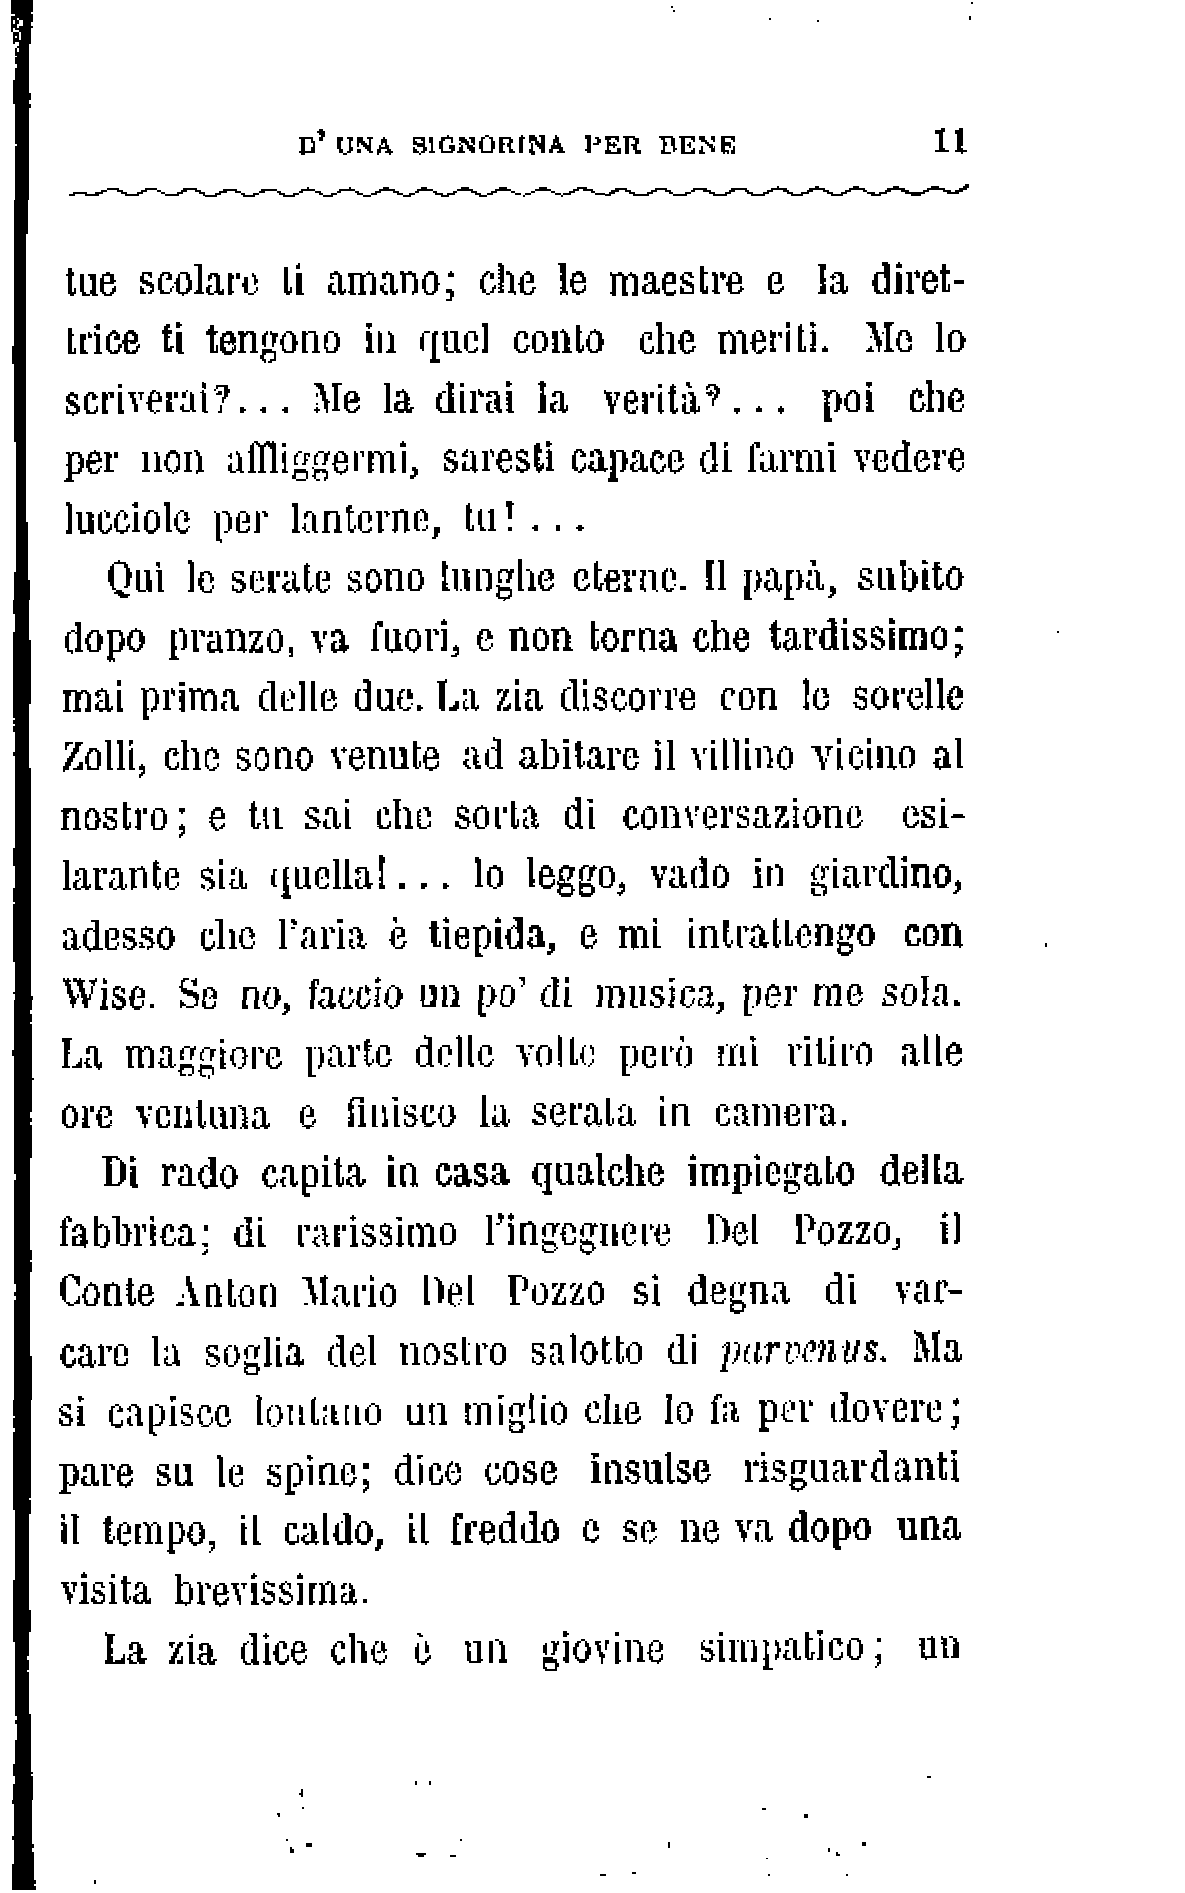 D' UNA SIGNORINA PER BENE 11
tue scolare ti amano; che le maestre e la diret-
trice ti tengono in quel conto che meriti. Me lo
scriverai?... Me la dirai la verità?... poi che
per non affliggermi, saresti capace di farmi vedere
lucciole per lanterne, tu!...
Qui le serate sono lunghe eterne. Il papà, subito
dopo pranzo, va fuori, e non torna che tardissimo;
mai prima delle due. La zia discorre con le sorelle
Zolli, che sono venute ad abitare il villino vicino al
nostro; e tu sai che sorta di conversazione esi-
larante sia quella!... Io leggo, vado in giardino,
adesso che l'aria è tiepida, e mi intrattengo con
Wise. Se no, faccio un po' di musica, per me sola.
La maggiore parte delle volte però mi ritiro alle
ore ventuna e finisco la serata in camera.
Di rado capita in casa qualche impiegato della
fabbrica; di rarissimo l'ingegnere Del Pozzo, il
Conte Anton Mario Del Pozzo si degna di var-
care la soglia del nostro salotto di parvenus. Ma
si capisce lontano un miglio che lo fa per dovere;
pare su le spine; dice cose insulse risguardanti
il tempo, il caldo, il freddo e se ne va dopo una
visita brevissima.
La zia dice che è un giovine simpatico; un